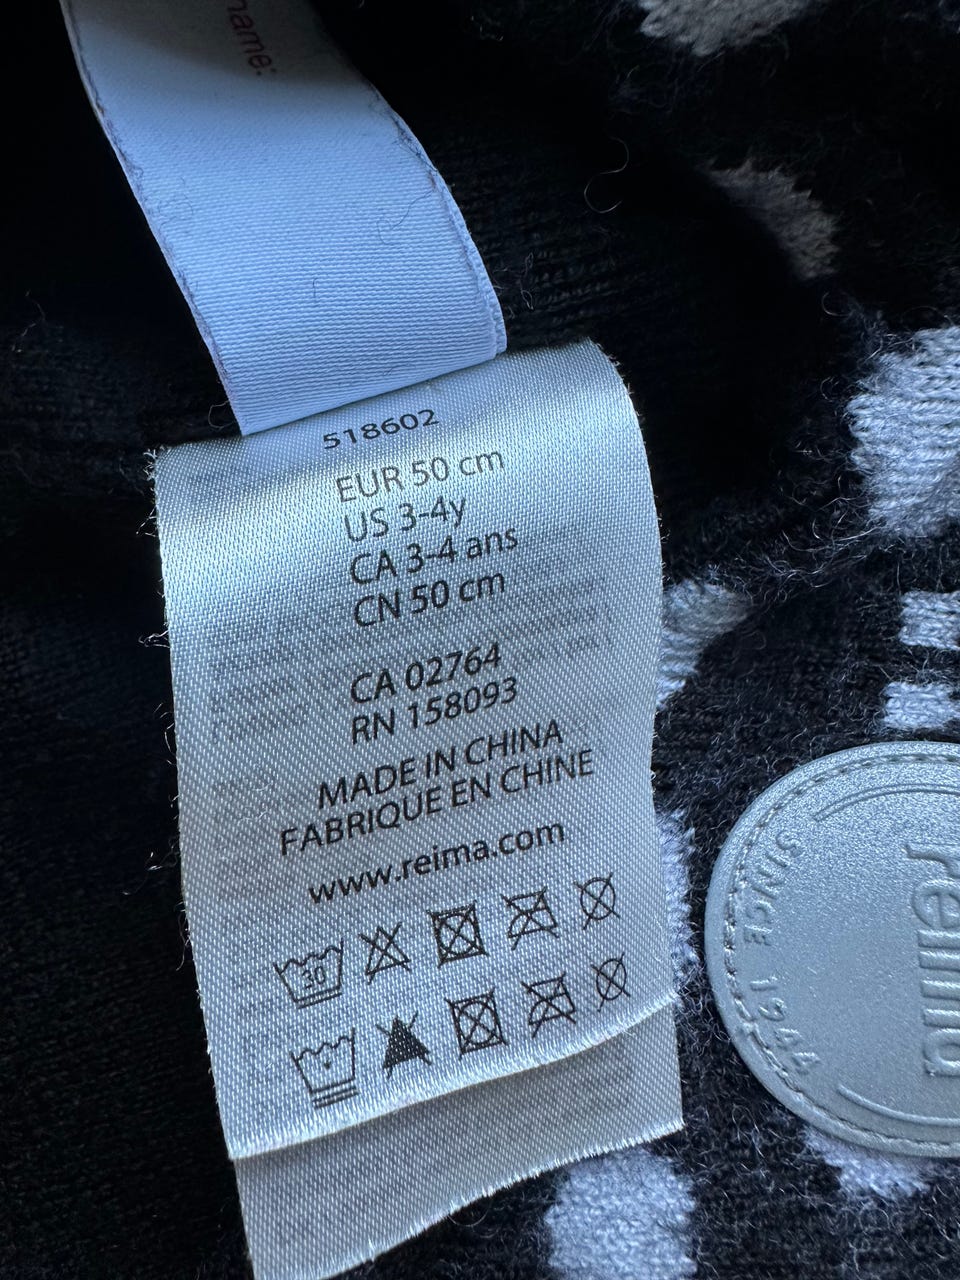 name:
518602
EUR 50 cm
US 3-4y
CA 3-4 ans
CN 50 cm
CA 02764
RN 158093
MADE IN CHINA
FABRIQUE EN CHINE
www.reima.com
30
SINCE 1944
reima